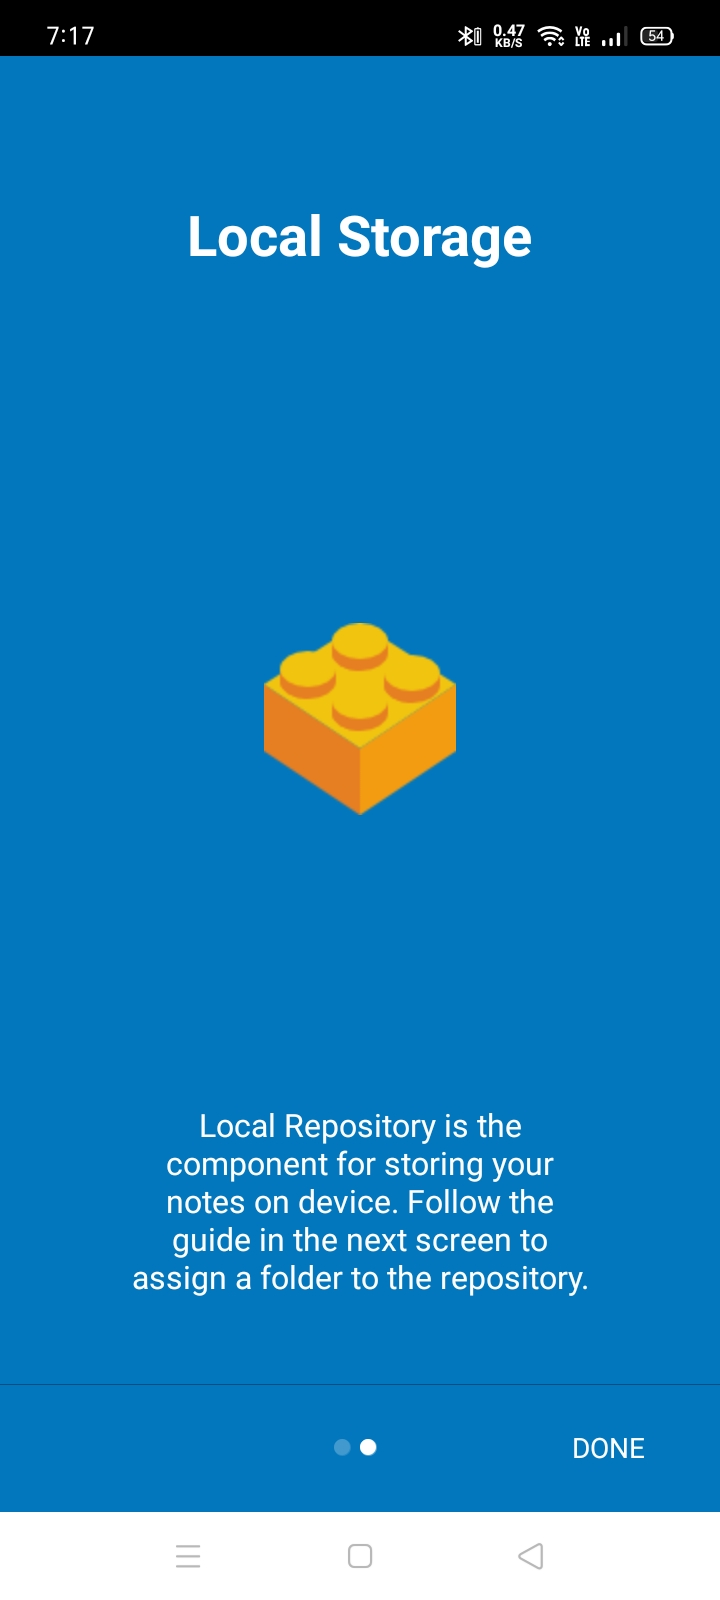 7:17
0.47
KB/S
Vo
LTE
54
Local Storage
Local Repository is the
component for storing your
notes on device. Follow the
guide in the next screen to
assign a folder to the repository.
DONE